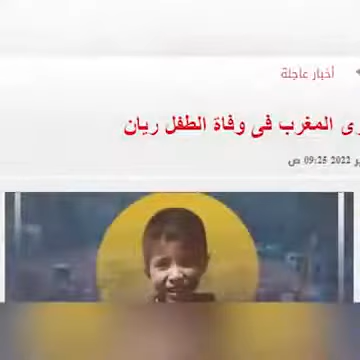 أخبار عاجلة
المغرب فى وفاة الطفل ريان
2022 09:25 ص